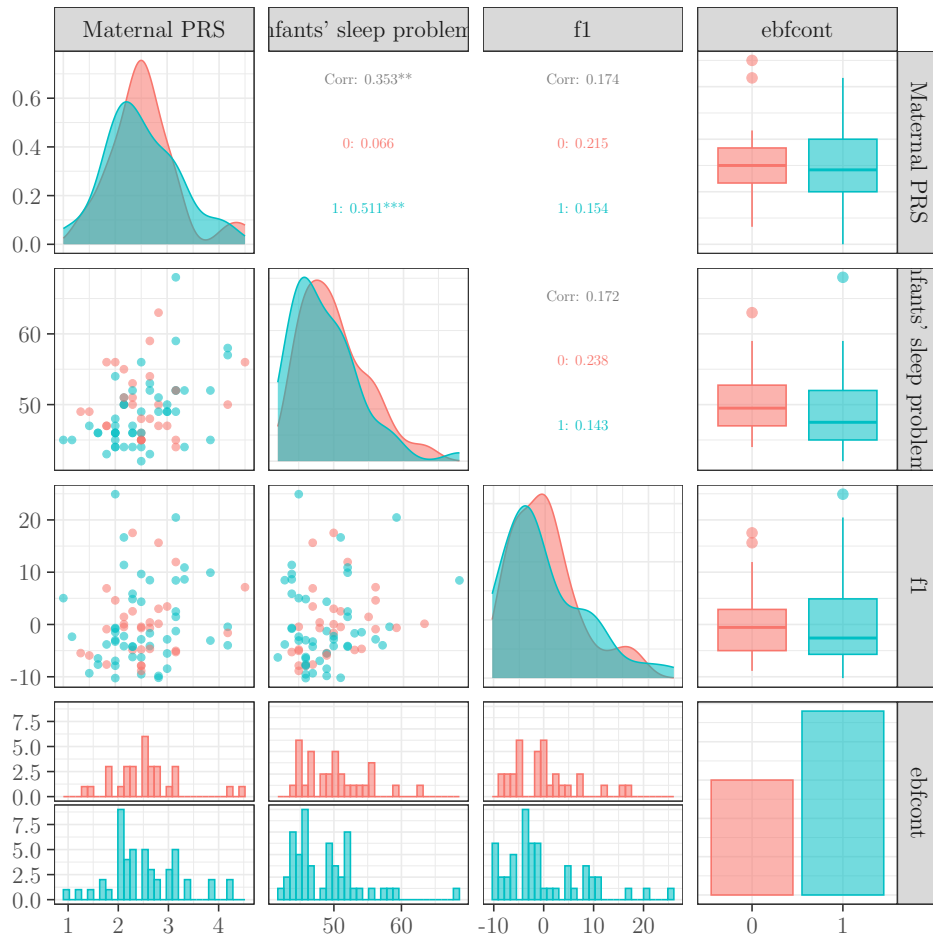 Maternal PRS
nfants' sleep problem
f1
ebfcont
0.6
0.4
0.2
0.0
Corr: 0.353**
0: 0.066
1: 0.511***
Corr: 0.174
0: 0.215
1: 0.154
Maternal PRS
60
50
Corr: 0.172
0: 0.238
1: 0.143
nfants' sleep problem
20
10
0
-10
f1
7.5
5.0
2.5
0.0
7.5
5.0
2.5
0.0
ebfcont
1 2 3 4
50 60
-10 0 10 20
0 1